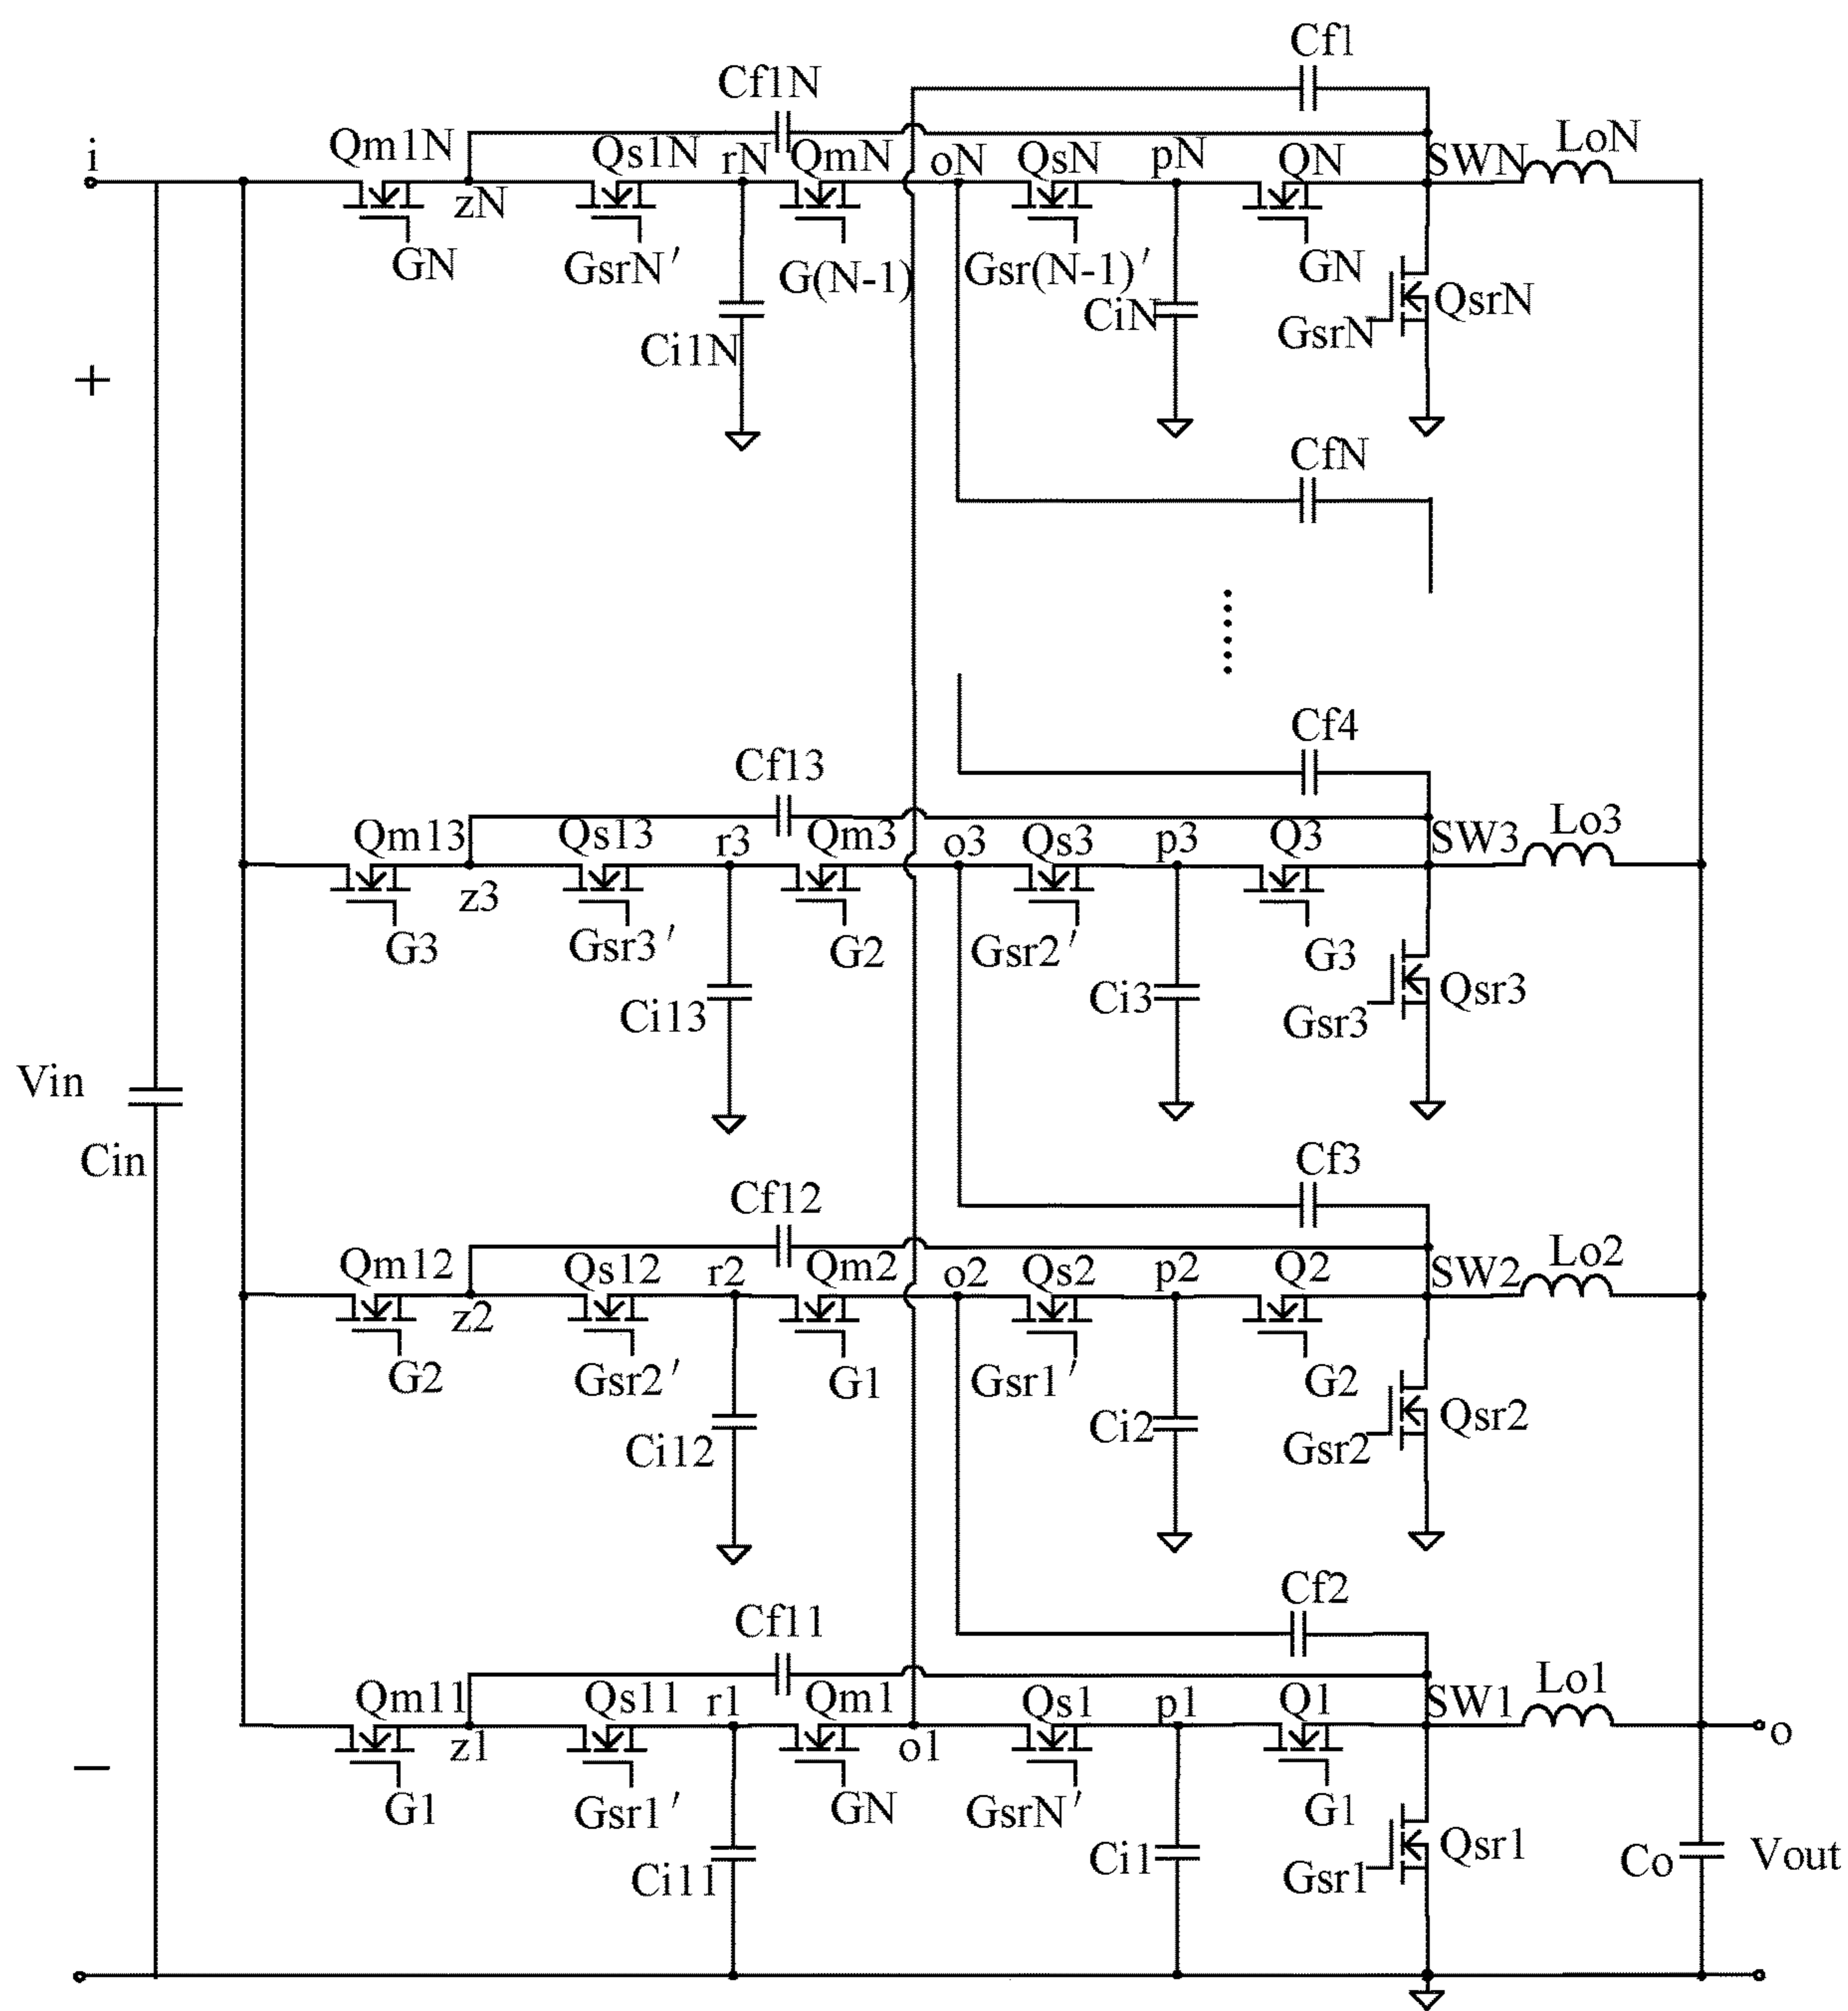 Cf1
Cf1N
i
Qm1N
Qs1N
rN
QmN
oN
QsN
pN
QN
SWN
LoN
zN
GN
GsrN′
G(N-1)
Gsr(N-1)′
GN
Ci1N
CiN
GsrN
QsrN
+
CfN
......
Cf4
Cf13
Qm13
Qs13
r3
Qm3
o3
Qs3
p3
Q3
SW3
Lo3
z3
G3
Gsr3′
G2
Gsr2′
G3
Ci13
Ci3
Gsr3
Qsr3
Vin
Cin
Cf3
Cf12
Qm12
Qs12
r2
Qm2
o2
Qs2
p2
Q2
SW2
Lo2
z2
G2
Gsr2′
G1
Gsr1′
G2
Ci12
Ci2
Gsr2
Qsr2
Cf2
Cf11
Qm11
Qs11
r1
Qm1
Qs1
p1
Q1
SW1
Lo1
z1
o1
o
−
G1
Gsr1′
GN
GsrN′
G1
Ci11
Ci1
Gsr1
Qsr1
Co
Vout